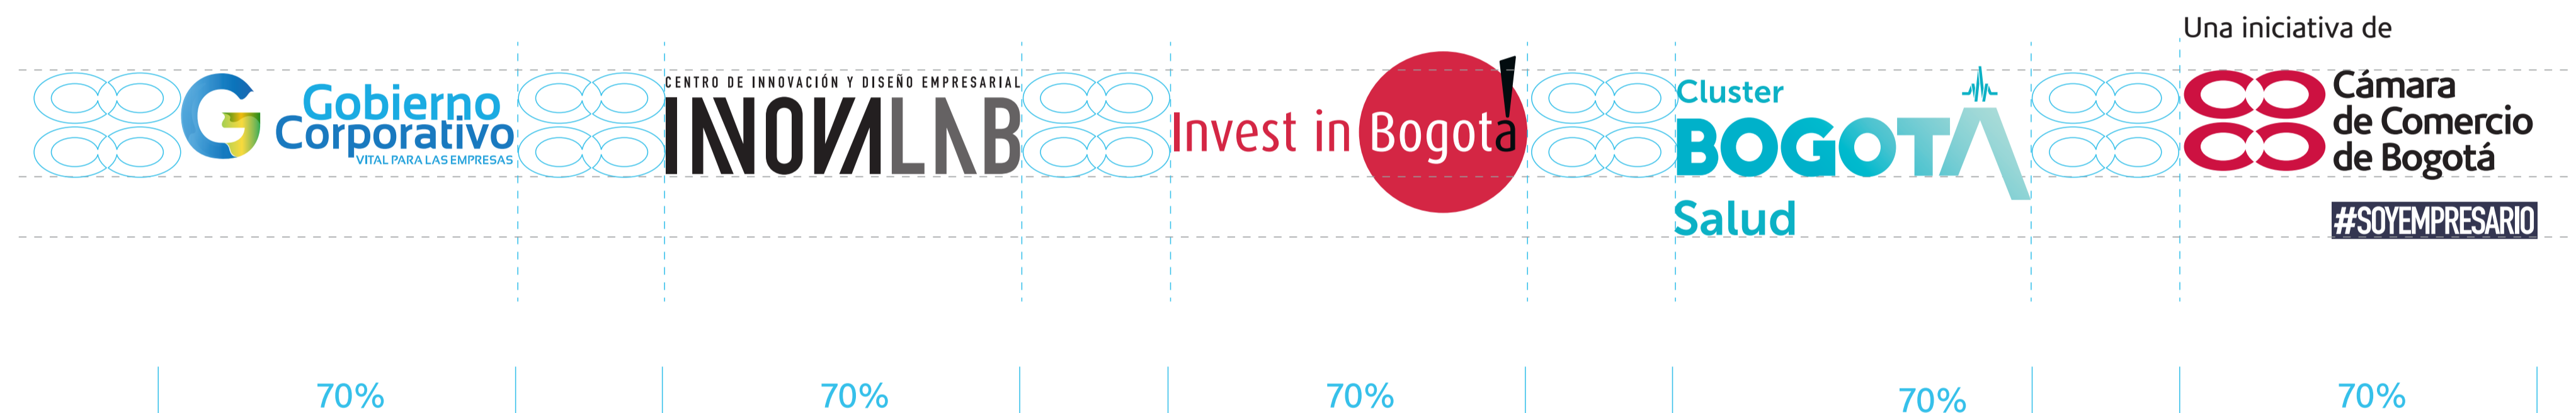 Gobierno
Corporativo
VITAL PARA LAS EMPRESAS
CENTRO DE INNOVACIÓN Y DISEÑO EMPRESARIAL
INNOVALAB
Invest in Bogotá
Cluster
BOGOTÁ
Salud
Una iniciativa de
Cámara
de Comercio
de Bogotá
#SOYEMPRESARIO
70%
70%
70%
70%
70%